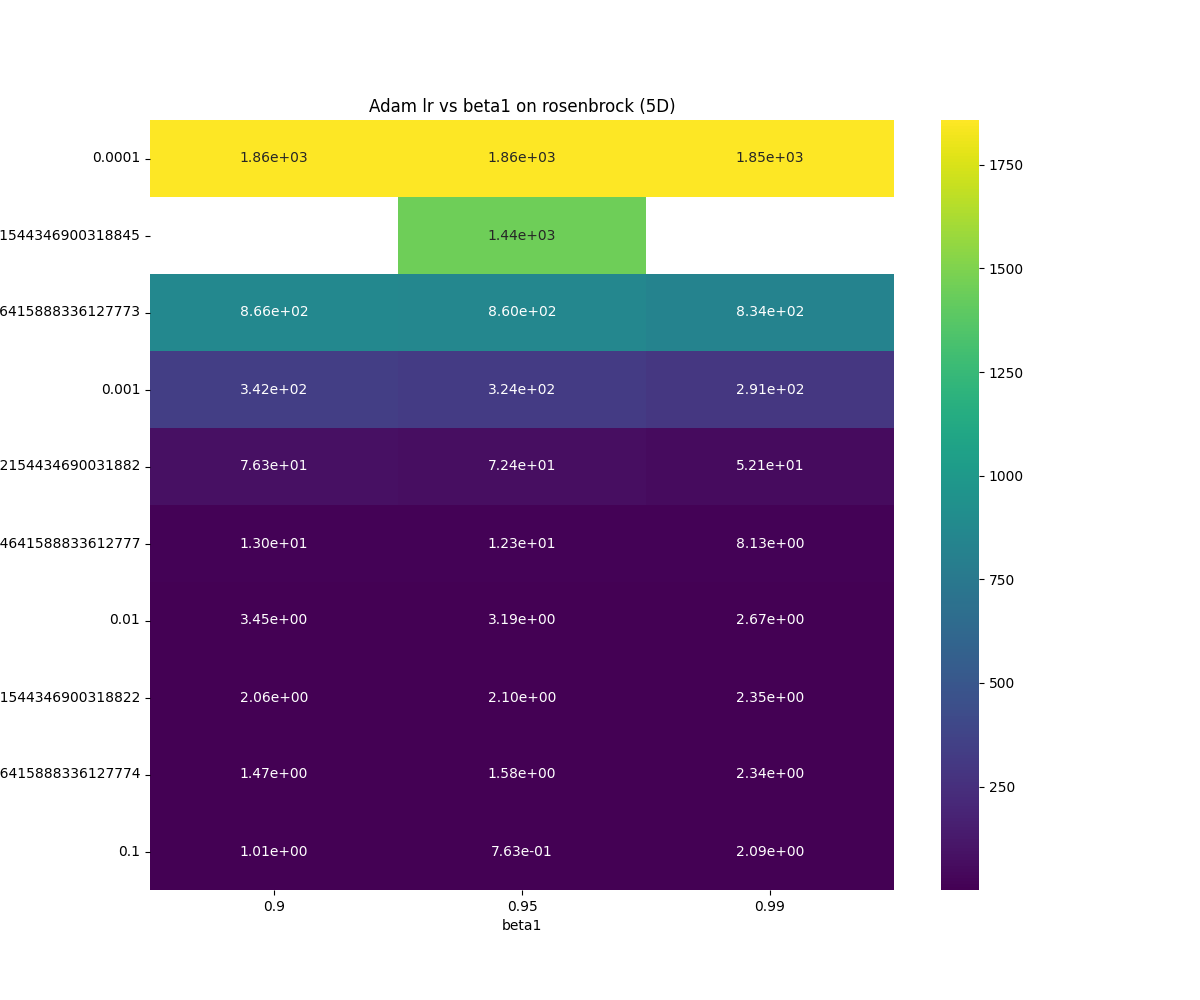 Adam lr vs beta1 on rosenbrock (5D)
0.0001 1.86e+03 1.86e+03 1.85e+03
1544346900318845 1.44e+03
6415888336127773 8.66e+02 8.60e+02 8.34e+02
0.001 3.42e+02 3.24e+02 2.91e+02
2154434690031882 7.63e+01 7.24e+01 5.21e+01
4641588833612777 1.30e+01 1.23e+01 8.13e+00
0.01 3.45e+00 3.19e+00 2.67e+00
1544346900318822 2.06e+00 2.10e+00 2.35e+00
6415888336127774 1.47e+00 1.58e+00 2.34e+00
0.1 1.01e+00 7.63e-01 2.09e+00
0.9 0.95 0.99
beta1
1750
1500
1250
1000
750
500
250